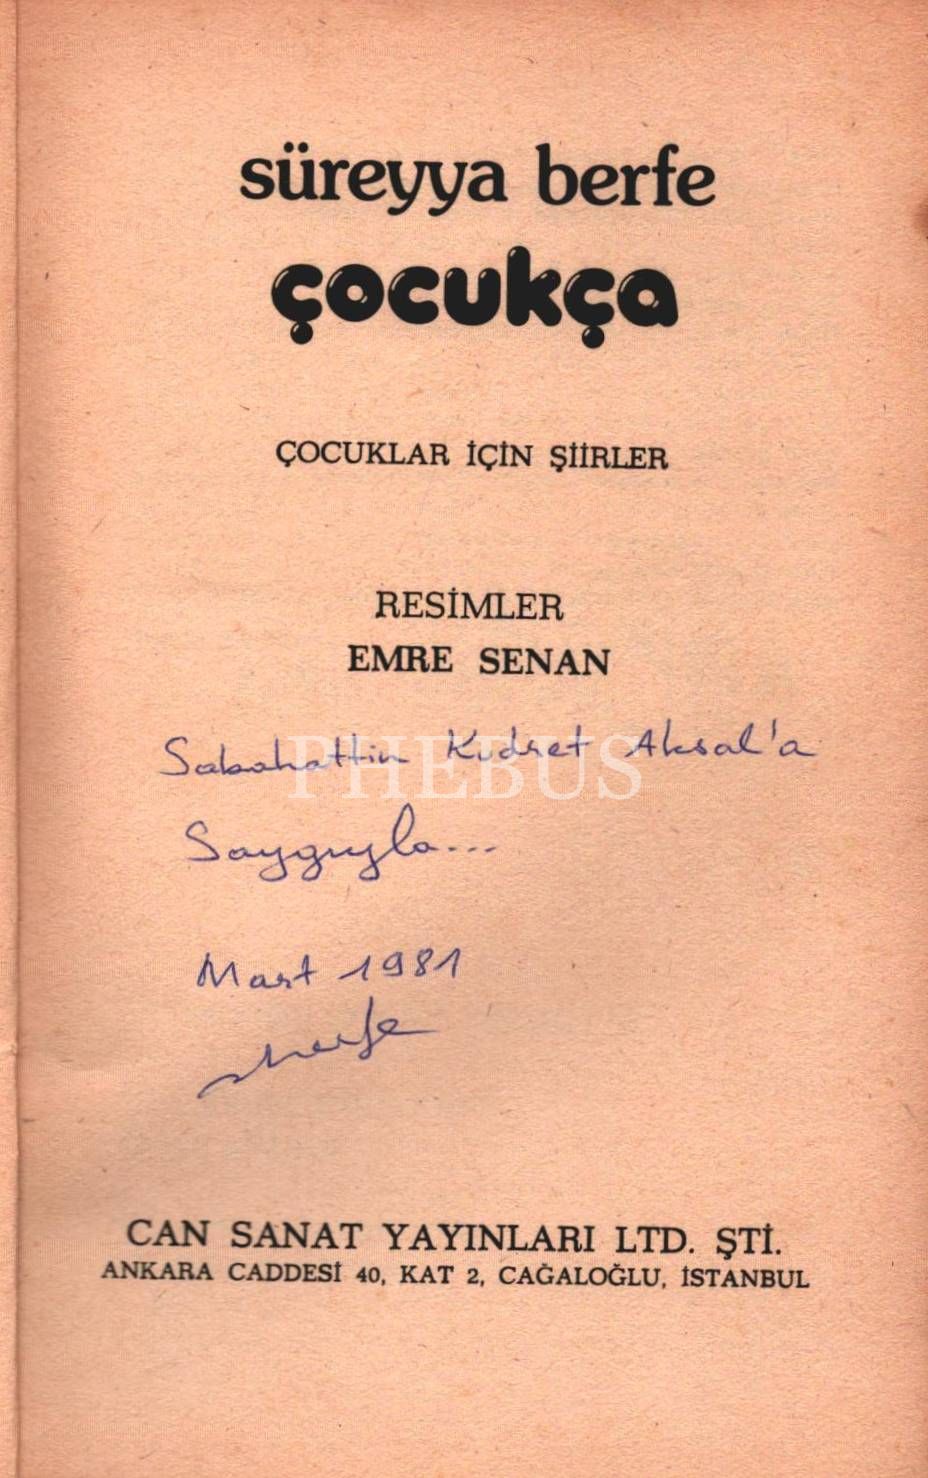 süreyya berfe
çocukça
ÇOCUKLAR İÇİN ŞİİRLER
RESİMLER
EMRE SENAN
Sabahattin Kudret Aksal'a
PHEBUS
Saygıyla...
Mart 1981
CAN SANAT YAYINLARI LTD. ŞTİ.
ANKARA CADDESİ 40, KAT 2, CAĞALOĞLU, İSTANBUL